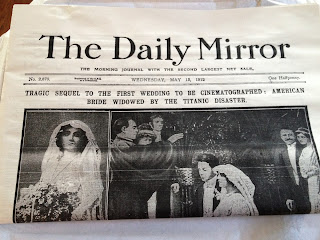 The Daily Mirror
THE MORNING JOURNAL WITH THE SECOND LARGEST NET SALE.
WEDNESDAY, MAY 15, 1912
One Halfpenny.
TRAGIC SEQUEL TO THE FIRST WEDDING TO BE CINEMATOGRAPHED: AMERICAN
BRIDE WIDOWED BY THE TITANIC DISASTER.